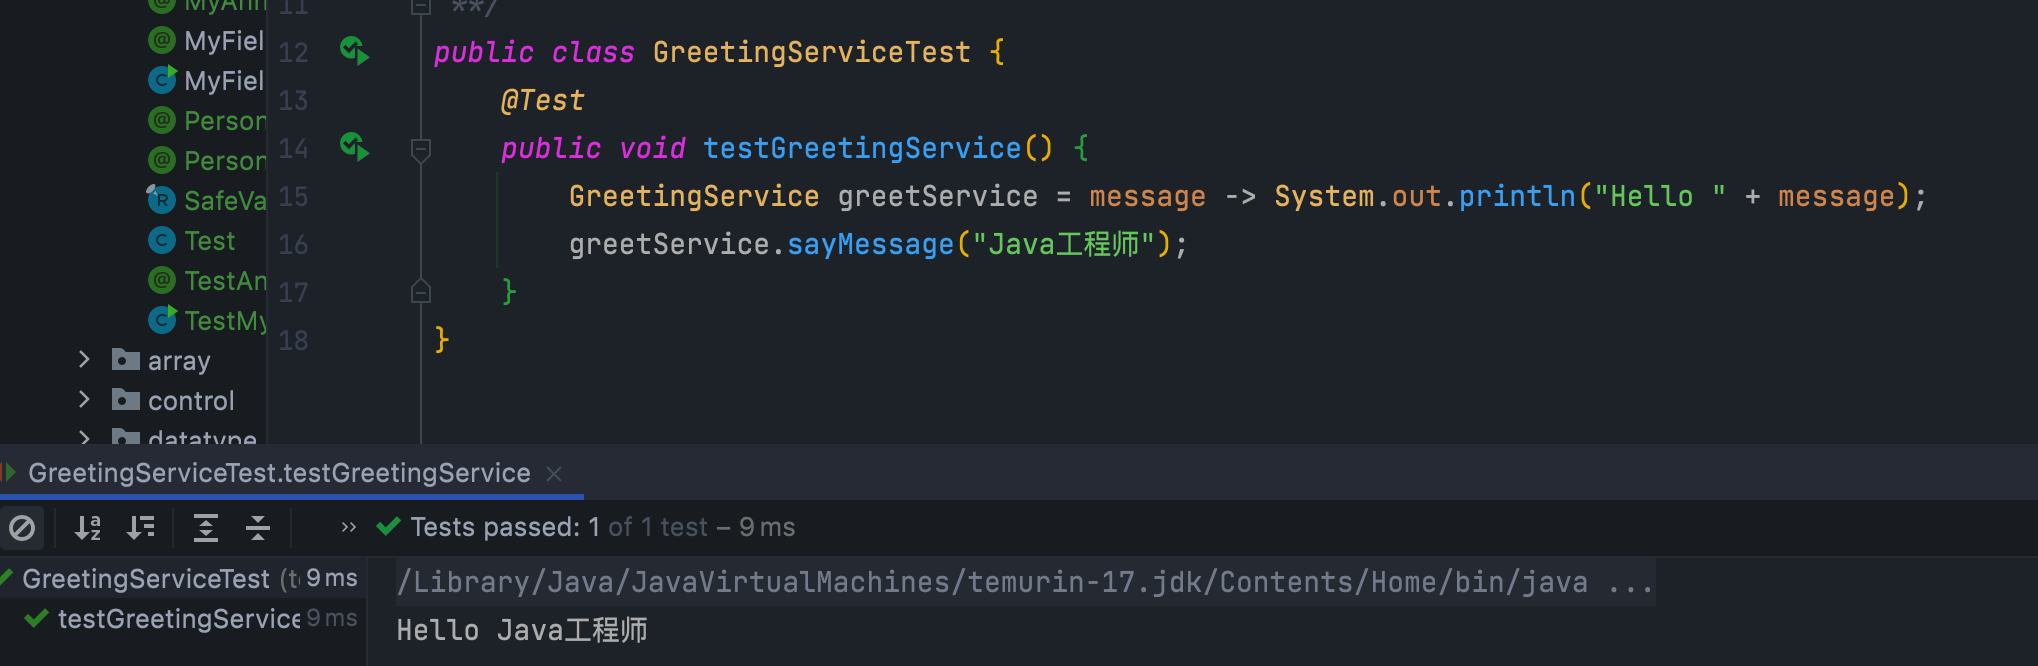 MyFiel
MyFiel
Person
Person
SafeVa
Test
TestAn
TestMy
array
control
datatype
11 **/
12 public class GreetingServiceTest {
13 @Test
14 public void testGreetingService() {
15 GreetingService greetService = message -> System.out.println("Hello " + message);
16 greetService.sayMessage("Java工程师");
17 }
18 }
GreetingServiceTest.testGreetingService
Tests passed: 1 of 1 test – 9 ms
GreetingServiceTest 9 ms
testGreetingService 9 ms
/Library/Java/JavaVirtualMachines/temurin-17.jdk/Contents/Home/bin/java ...
Hello Java工程师